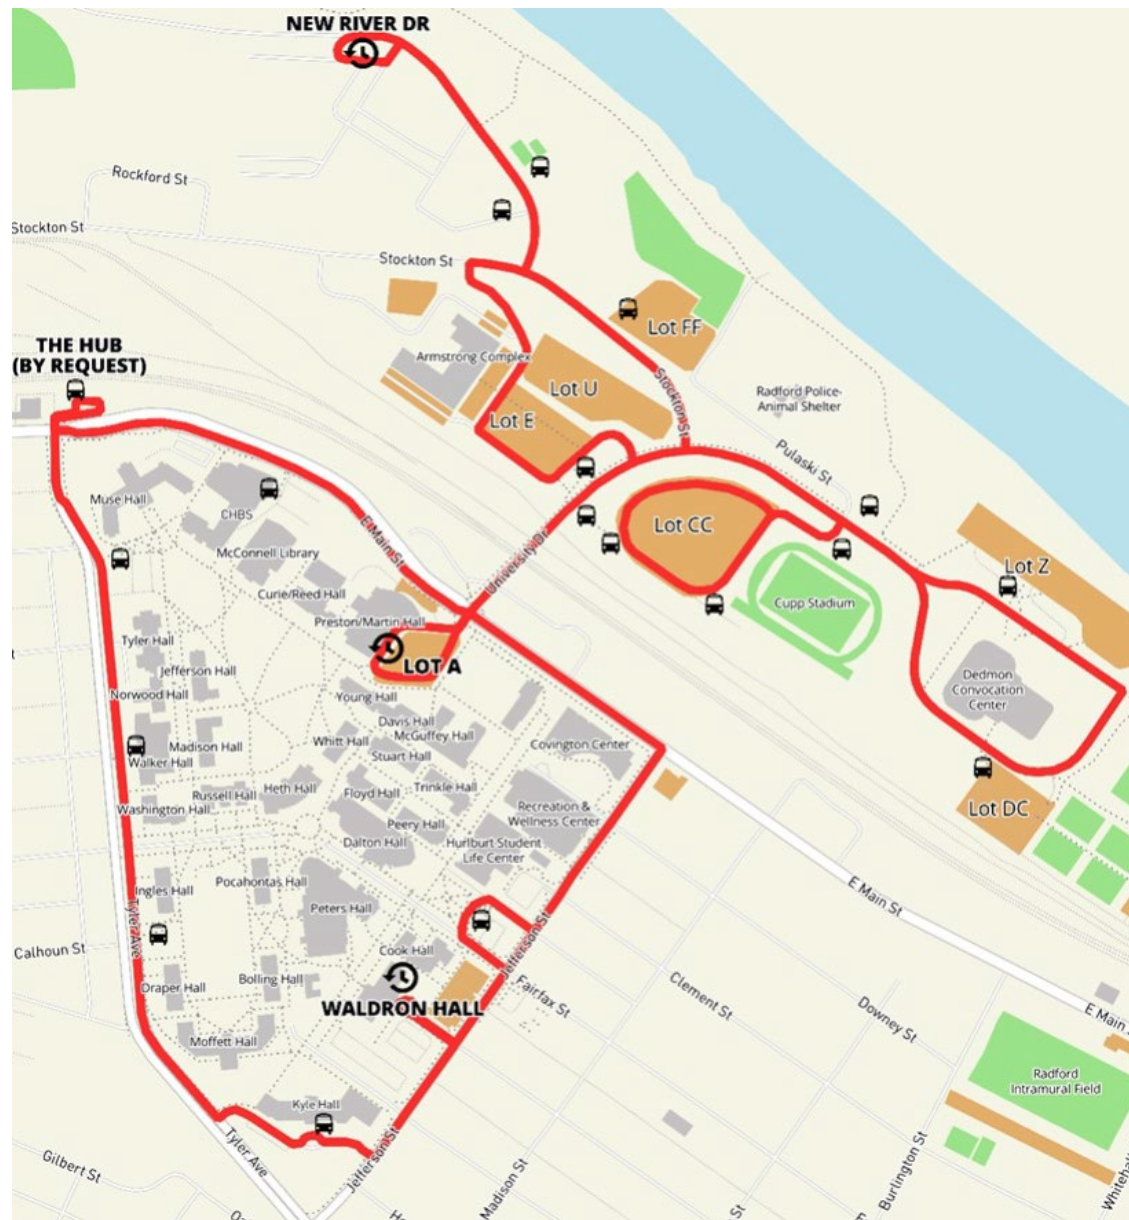 NEW RIVER DR
Rockford St
Stockton St
Stockton St
Lot FF
THE HUB
(BY REQUEST)
Armstrong Complex
Lot U
Stockton St
Radford Police-
Animal Shelter
Lot E
Pulaski St
Muse Hall
CHBS
E Main St
McConnell Library
University Dr
Lot CC
Lot Z
Curie/Reed Hall
Cupp Stadium
Preston/Martin Hall
Tyler Hall
LOT A
Jefferson Hall
Dedmon
Convocation
Center
Norwood Hall
Young Hall
Davis Hall
McGuffey Hall
Whitt Hall
Madison Hall
Stuart Hall
Covington Center
Walker Hall
Russell Hall
Heth Hall
Floyd Hall
Trinkle Hall
Washington Hall
Recreation &
Wellness Center
Peery Hall
Dalton Hall
Hurlburt Student
Life Center
Lot DC
Ingles Hall
Pocahontas Hall
E Main St
Peters Hall
Tyler Ave
Jefferson St
Calhoun St
Cook Hall
Bolling Hall
Draper Hall
Fairfax St
Clement St
Downey St
E Main
WALDRON HALL
Moffett Hall
Radford
Intramural Field
Kyle Hall
Tyler Ave
Jefferson St
Gilbert St
Madison St
St
Burlington St
Whiteha